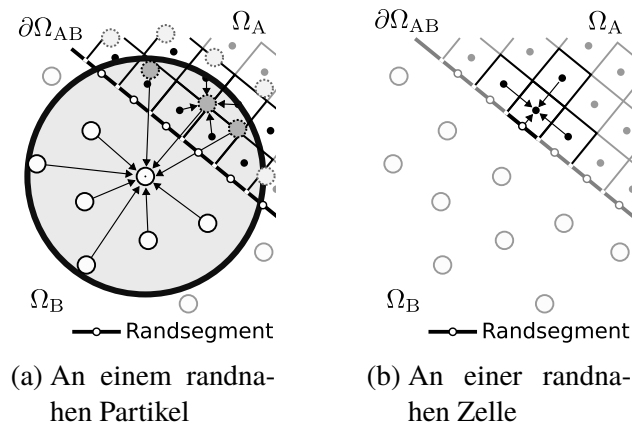 ∂Ω_AB
Ω_A
Ω_B
Randsegment
(a) An einem randna-
hen Partikel
∂Ω_AB
Ω_A
Ω_B
Randsegment
(b) An einer randna-
hen Zelle